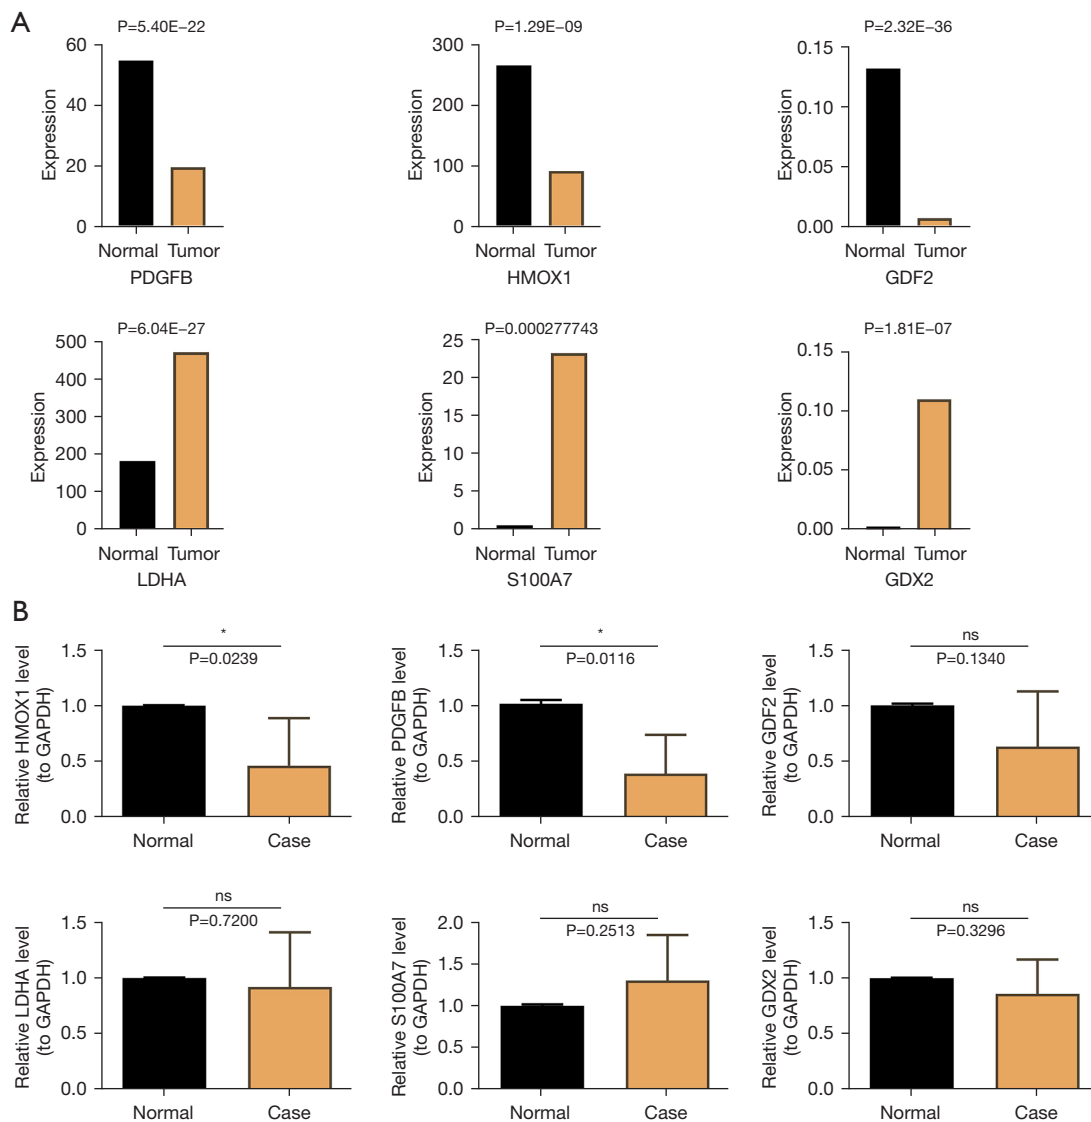 A
P=5.40E−22
Expression
60
40
20
0
Normal Tumor
PDGFB
P=1.29E−09
Expression
300
200
100
0
Normal Tumor
HMOX1
P=2.32E−36
Expression
0.15
0.10
0.05
0.00
Normal Tumor
GDF2
P=6.04E−27
Expression
500
400
300
200
100
0
Normal Tumor
LDHA
P=0.000277743
Expression
25
20
15
10
5
0
Normal Tumor
S100A7
P=1.81E−07
Expression
0.15
0.10
0.05
0.00
Normal Tumor
GDX2
B
*
P=0.0239
Relative HMOX1 level
(to GAPDH)
1.5
1.0
0.5
0.0
Normal Case
*
P=0.0116
Relative PDGFB level
(to GAPDH)
1.5
1.0
0.5
0.0
Normal Case
ns
P=0.1340
Relative GDF2 level
(to GAPDH)
1.5
1.0
0.5
0.0
Normal Case
ns
P=0.7200
Relative LDHA level
(to GAPDH)
1.5
1.0
0.5
0.0
Normal Case
ns
P=0.2513
Relative S100A7 level
(to GAPDH)
2.0
1.5
1.0
0.5
0.0
Normal Case
ns
P=0.3296
Relative GDX2 level
(to GAPDH)
1.5
1.0
0.5
0.0
Normal Case